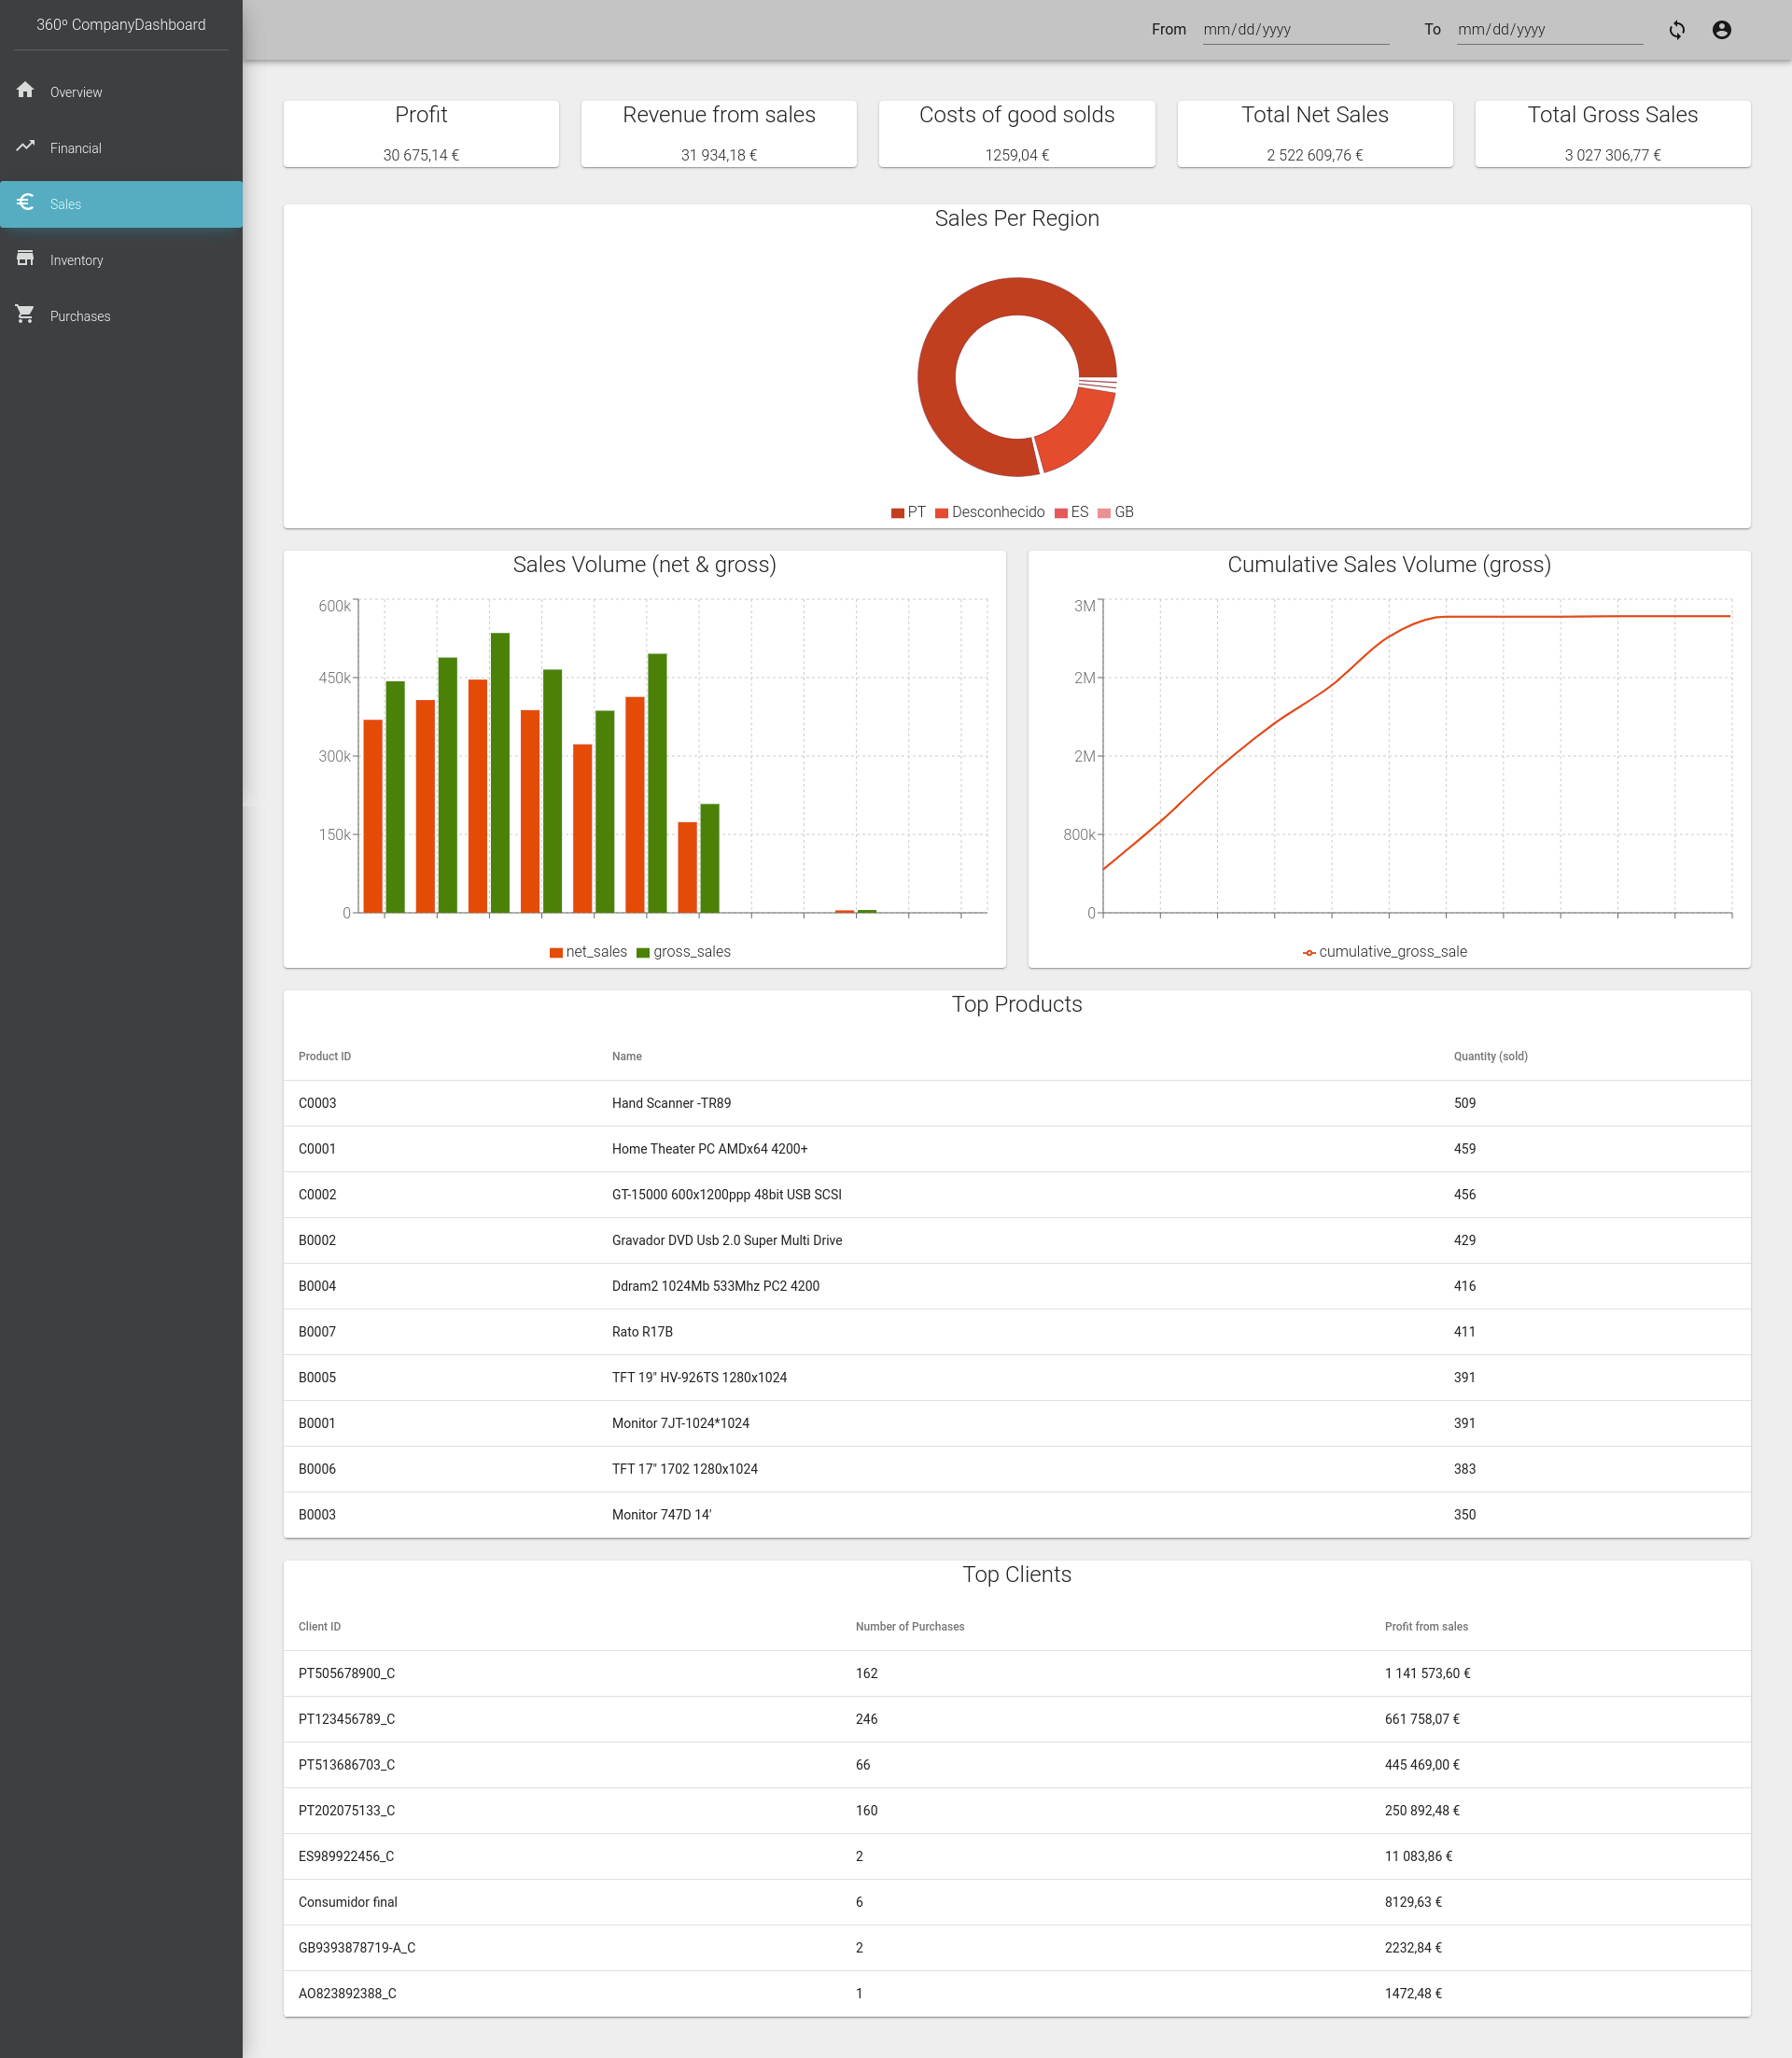 360º CompanyDashboard
Overview
Financial
Sales
Inventory
Purchases
From mm/dd/yyyy To mm/dd/yyyy
Profit
30 675,14 €
Revenue from sales
31 934,18 €
Costs of good solds
1259,04 €
Total Net Sales
2 522 609,76 €
Total Gross Sales
3 027 306,77 €
Sales Per Region
PT Desconhecido ES GB
Sales Volume (net & gross)
600k
450k
300k
150k
0
net_sales gross_sales
Cumulative Sales Volume (gross)
3M
2M
2M
800k
0
cumulative_gross_sale
Top Products
Product ID Name Quantity (sold)
C0003 Hand Scanner -TR89 509
C0001 Home Theater PC AMDx64 4200+ 459
C0002 GT-15000 600x1200ppp 48bit USB SCSI 456
B0002 Gravador DVD Usb 2.0 Super Multi Drive 429
B0004 Ddram2 1024Mb 533Mhz PC2 4200 416
B0007 Rato R17B 411
B0005 TFT 19" HV-926TS 1280x1024 391
B0001 Monitor 7JT-1024*1024 391
B0006 TFT 17" 1702 1280x1024 383
B0003 Monitor 747D 14' 350
Top Clients
Client ID Number of Purchases Profit from sales
PT505678900_C 162 1 141 573,60 €
PT123456789_C 246 661 758,07 €
PT513686703_C 66 445 469,00 €
PT202075133_C 160 250 892,48 €
ES989922456_C 2 11 083,86 €
Consumidor final 6 8129,63 €
GB9393878719-A_C 2 2232,84 €
AO823892388_C 1 1472,48 €